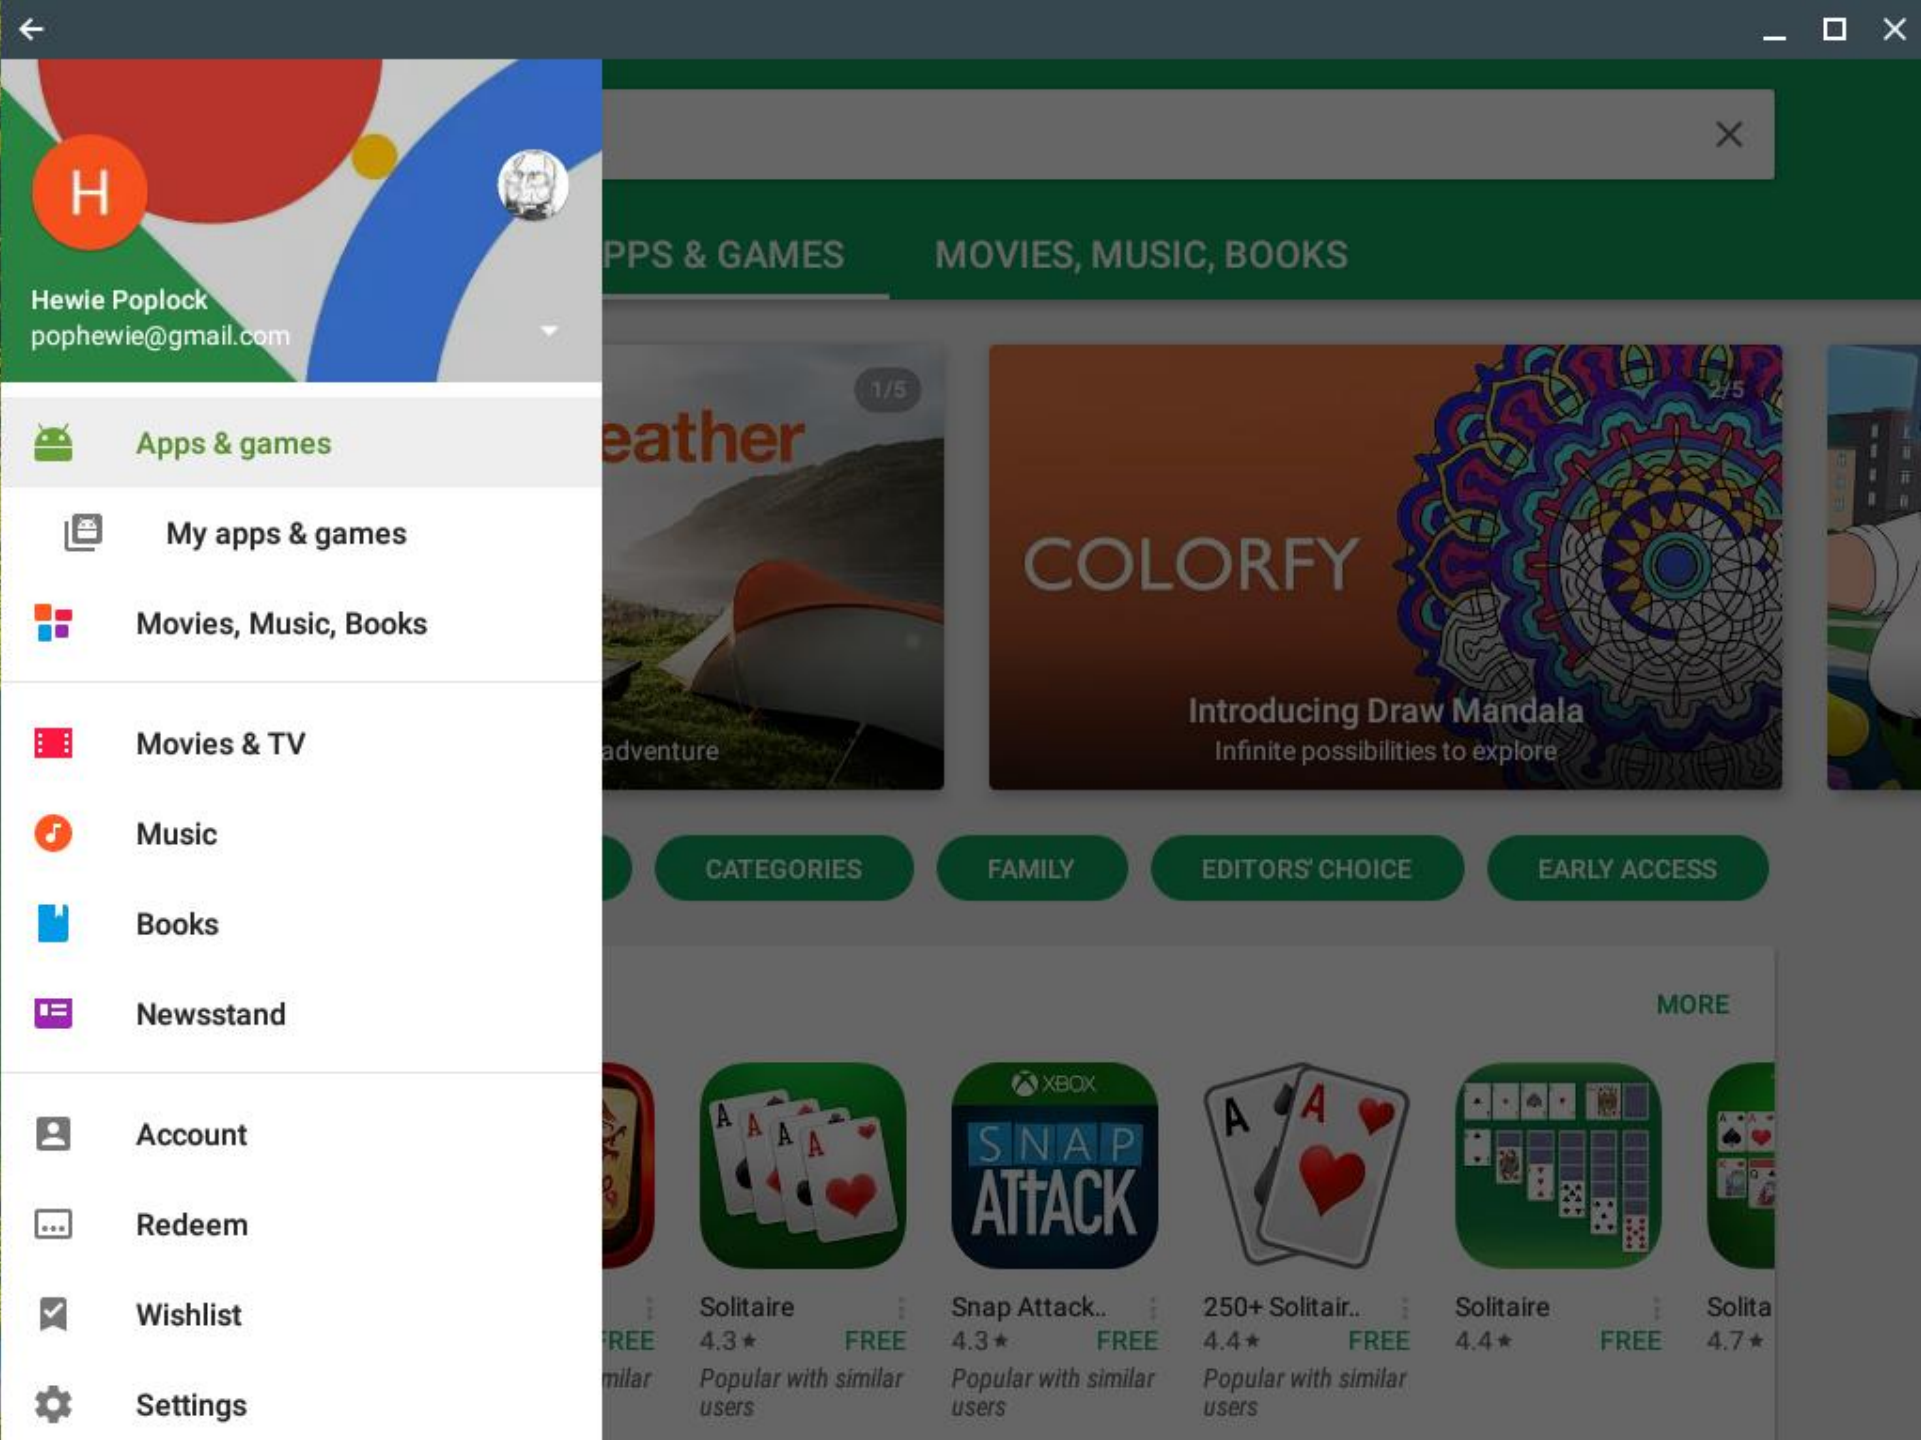 H
Hewie Poplock
pophewie@gmail.com
Apps & games
My apps & games
Movies, Music, Books
Movies & TV
Music
Books
Newsstand
Account
Redeem
Wishlist
Settings
PPS & GAMES
MOVIES, MUSIC, BOOKS
eather
1/5
adventure
COLORFY
2/5
Introducing Draw Mandala
Infinite possibilities to explore
CATEGORIES
FAMILY
EDITORS' CHOICE
EARLY ACCESS
MORE
A A A A
XBOX
SNAP
ATTACK
A A
FREE
milar
Solitaire
4.3★ FREE
Popular with similar
users
Snap Attack..
4.3★ FREE
Popular with similar
users
250+ Solitair..
4.4★ FREE
Popular with similar
users
Solitaire
4.4★ FREE
Solita
4.7★